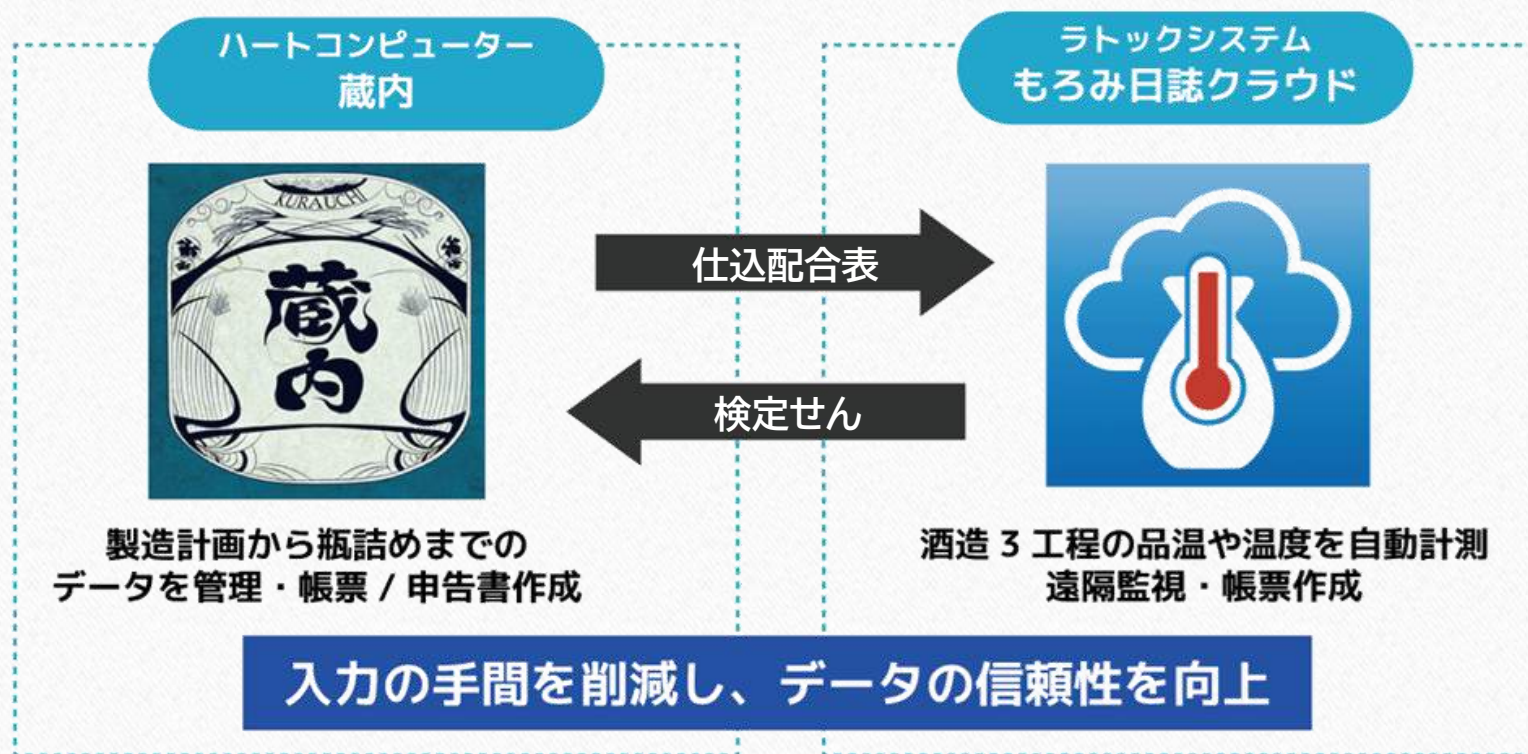 ハートコンピューター
蔵内
ラトックシステム
もろみ日誌クラウド
KURAUCHI
蔵内
仕込配合表
検定せん
製造計画から瓶詰めまでの
データを管理・帳票 / 申告書作成
酒造 3 工程の品温や温度を自動計測
遠隔監視・帳票作成
入力の手間を削減し、データの信頼性を向上